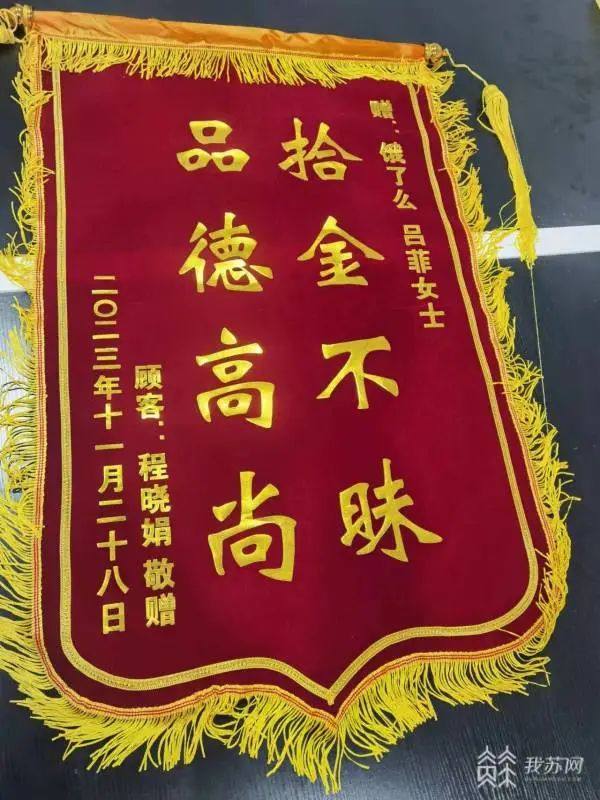 赠：饿了么 吕菲女士
拾金不昧
品德高尚
顾客：程晓娟 敬赠
二〇二三年十一月二十八日
我苏网